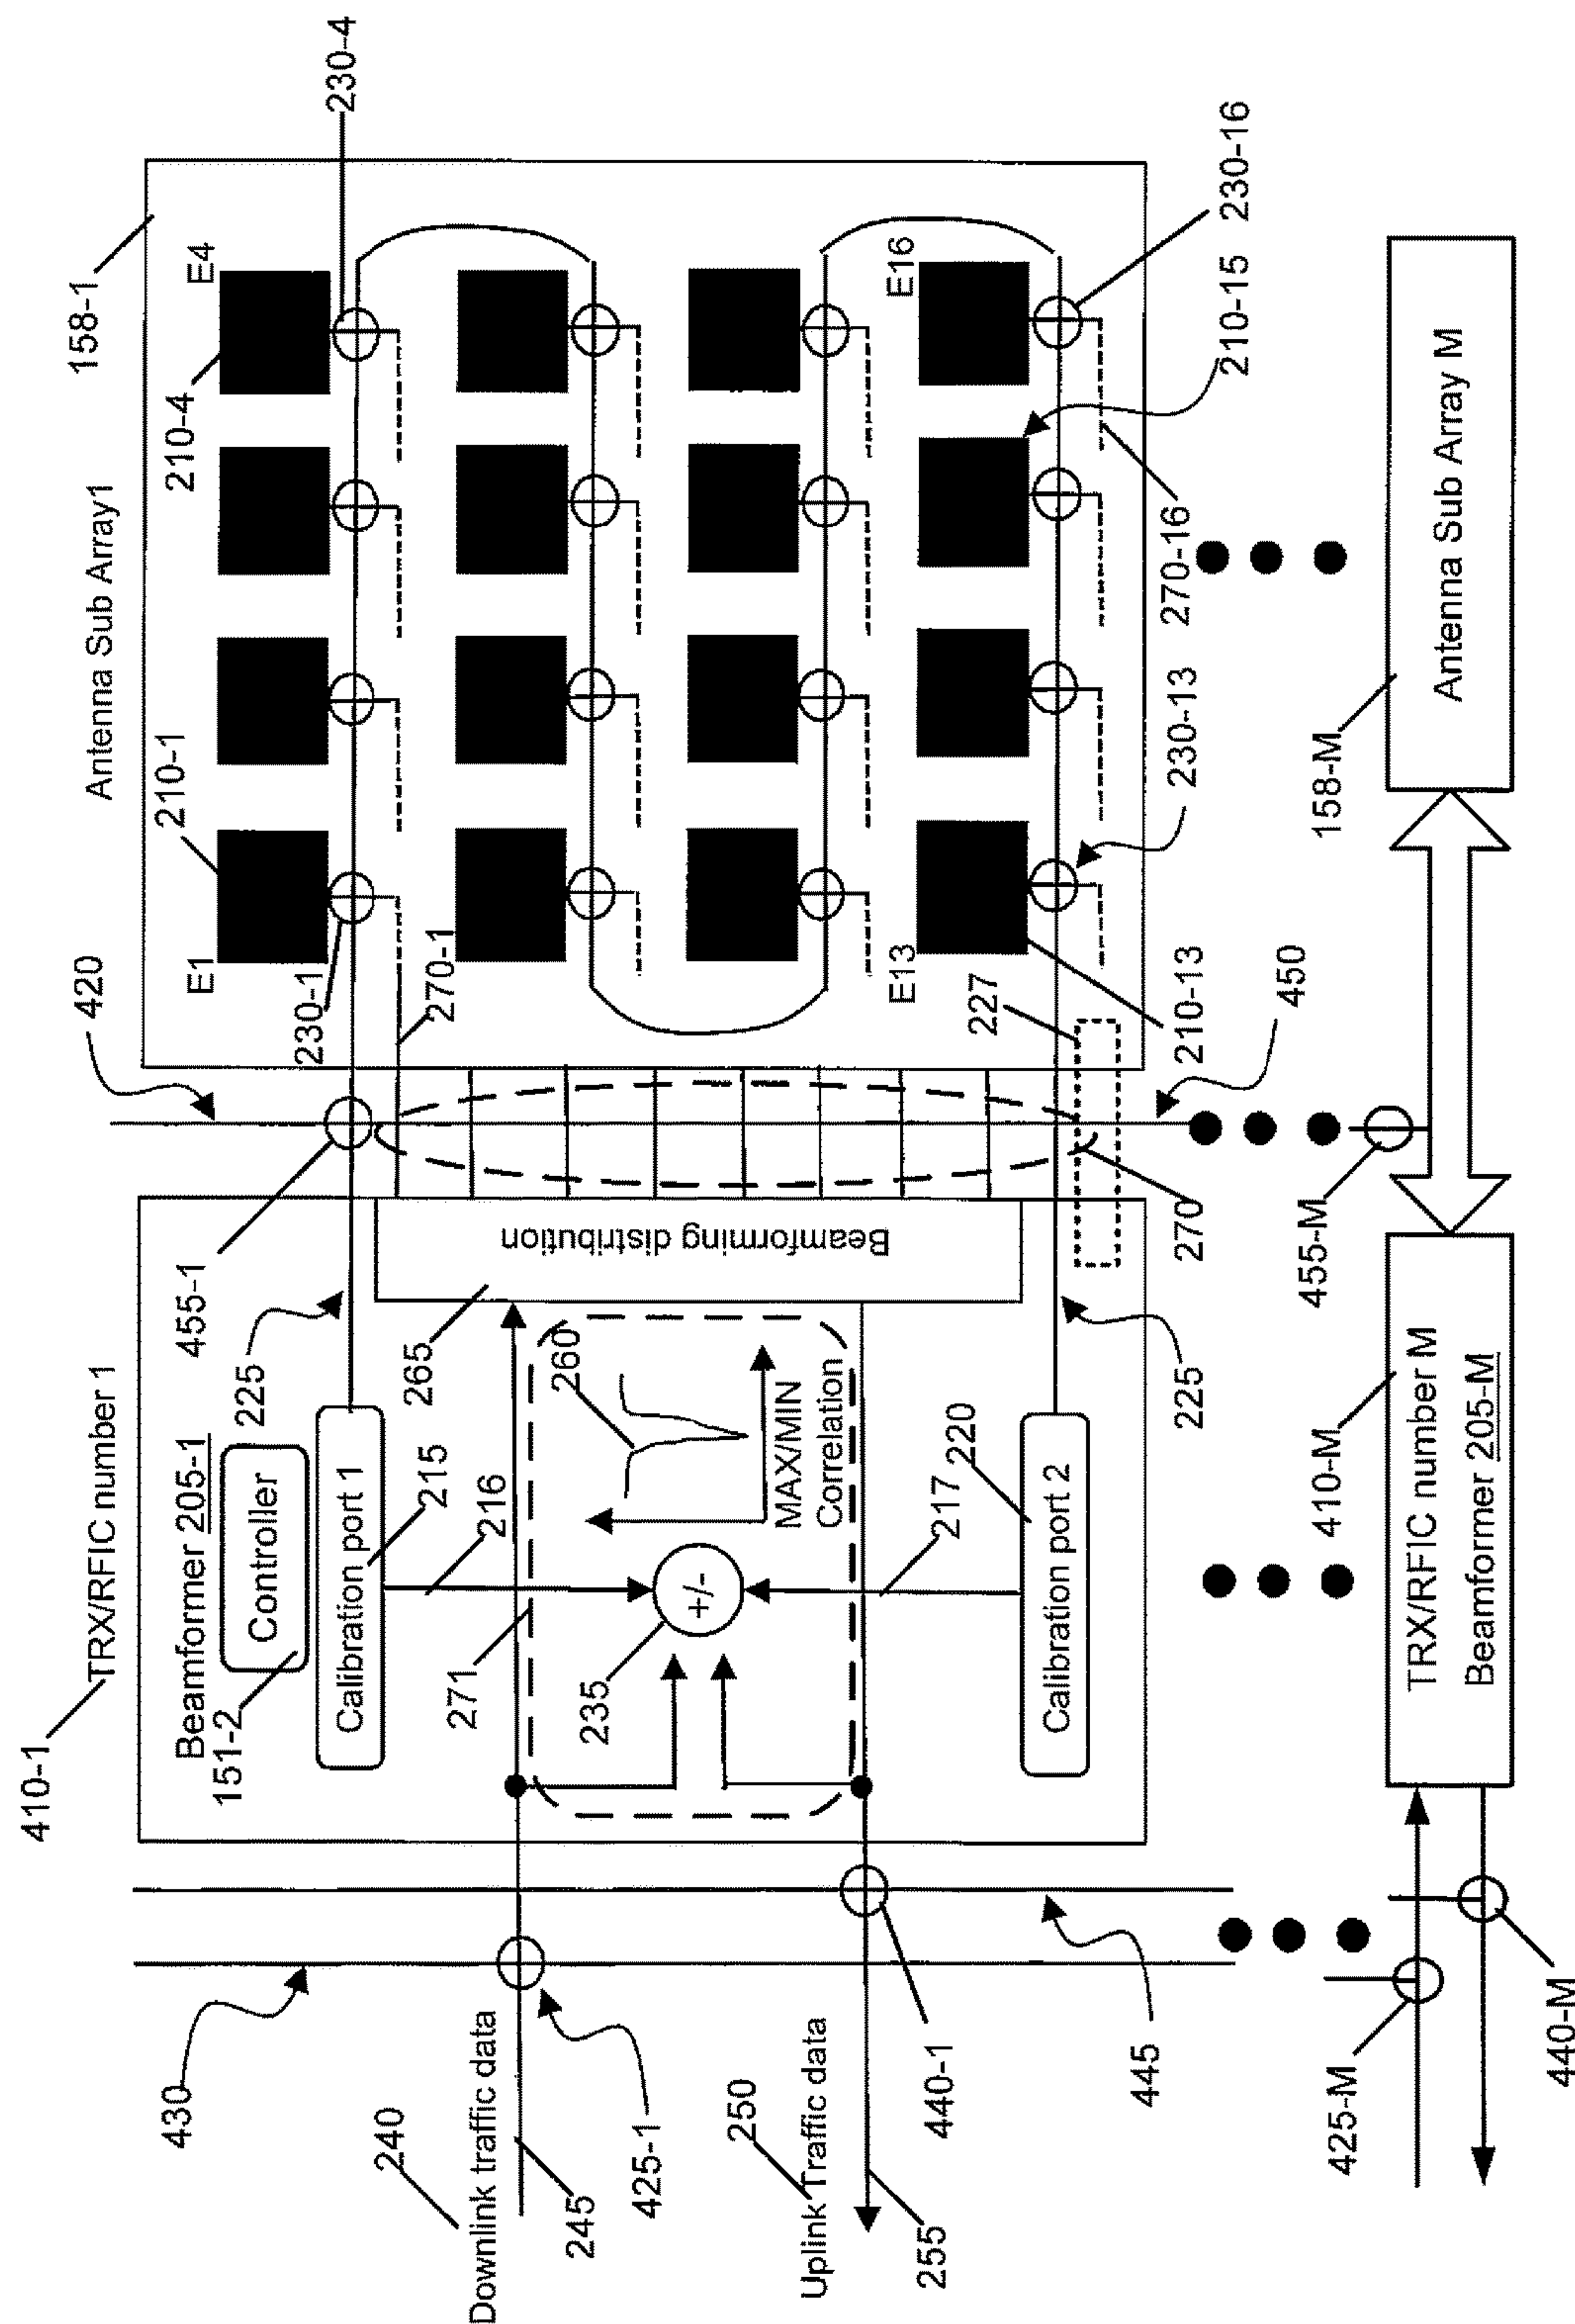 410-1
TRX/RFIC number 1
Antenna Sub Array1
158-1
Beamformer 205-1
151-2
Controller
225
455-1
420
E1
210-1
210-4
E4
230-4
Calibration port 1
215
216
230-1
270-1
430
240
Downlink traffic data
245
425-1
271
265
Beamforming distribution
260
235
+/-
MAX/MIN
Correlation
250
Uplink Traffic data
255
440-1
217
220
Calibration port 2
225
227
E13
E16
230-16
210-15
270-16
230-13
210-13
450
270
445
455-M
158-M
410-M
425-M
440-M
TRX/RFIC number M
Beamformer 205-M
Antenna Sub Array M